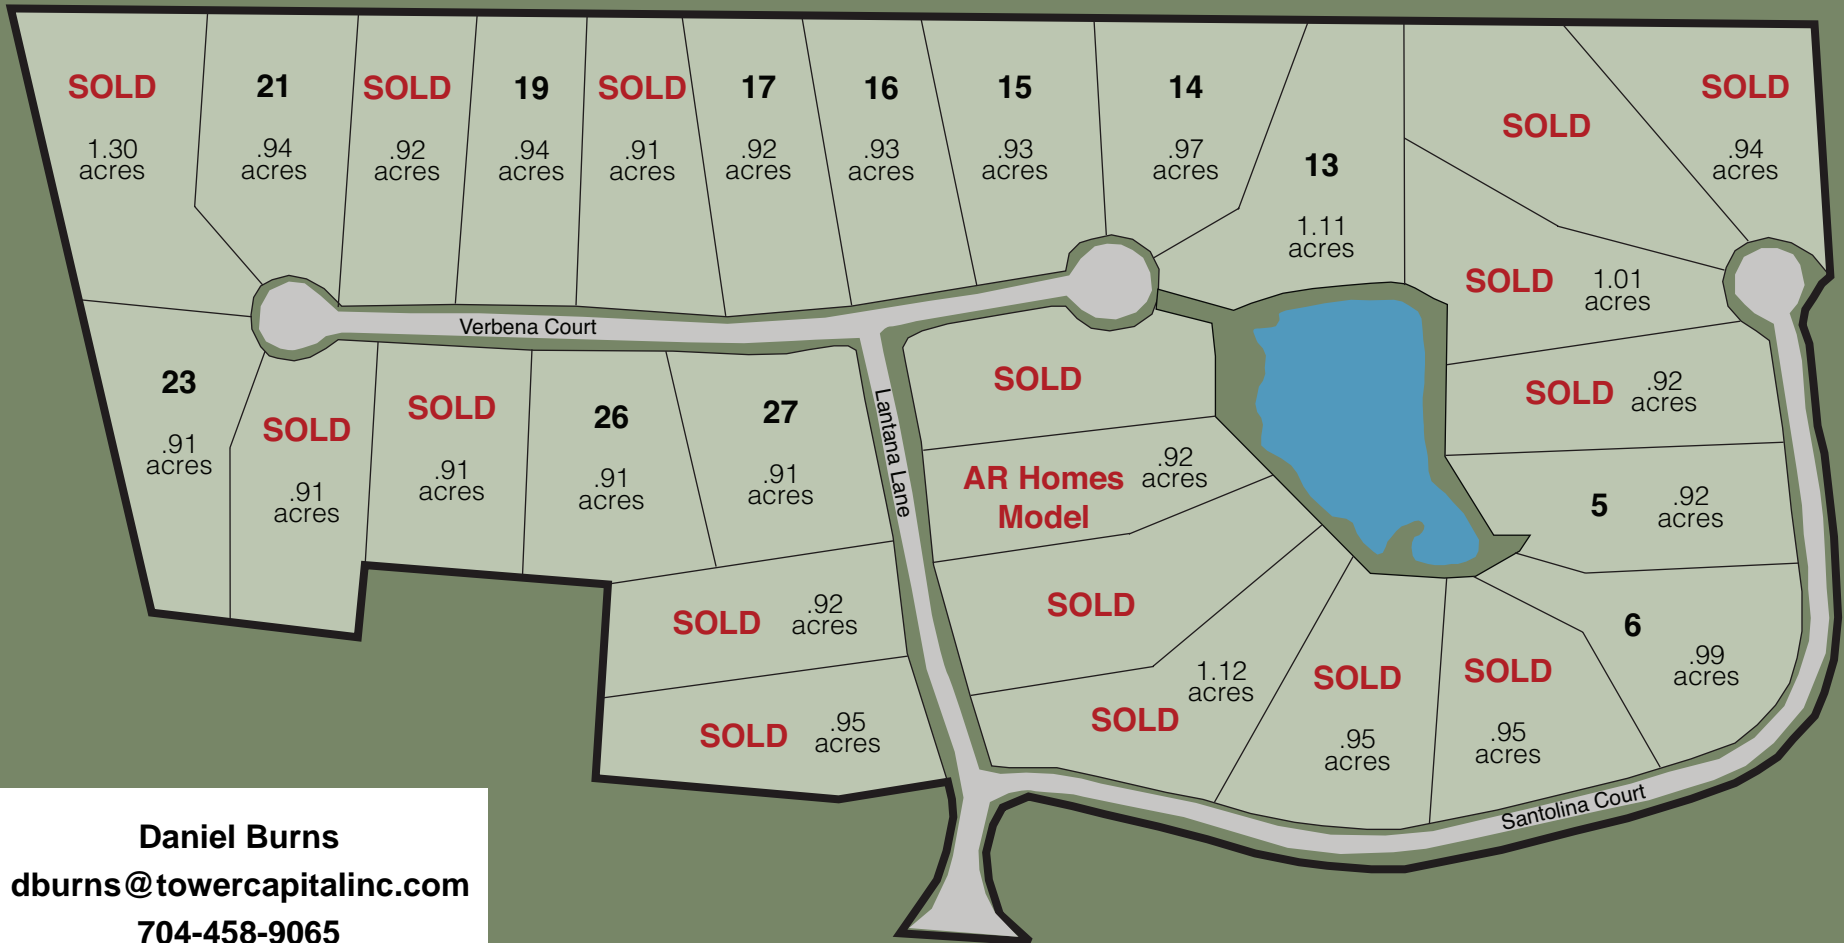 SOLD
1.30
acres
21
.94
acres
SOLD
.92
acres
19
.94
acres
SOLD
.91
acres
17
.92
acres
16
.93
acres
15
.93
acres
14
.97
acres
13
1.11
acres
SOLD
SOLD
.94
acres
SOLD
1.01
acres
SOLD
.92
acres
5
.92
acres
6
.99
acres
Verbena Court
23
.91
acres
SOLD
.91
acres
SOLD
.91
acres
26
.91
acres
27
.91
acres
Lantana Lane
SOLD
AR Homes
Model
.92
acres
SOLD
SOLD
1.12
acres
SOLD
.95
acres
SOLD
.95
acres
SOLD
.92
acres
SOLD
.95
acres
Santolina Court
Daniel Burns
dburns@towercapitalinc.com
704-458-9065